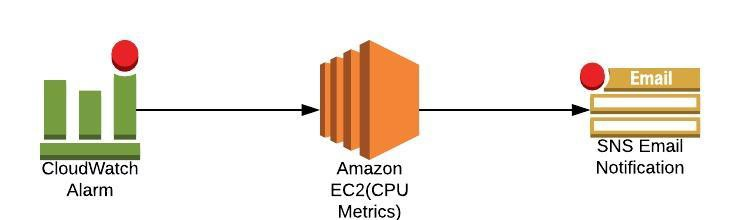 Email
CloudWatch
Alarm
Amazon
EC2(CPU
Metrics)
SNS Email
Notification